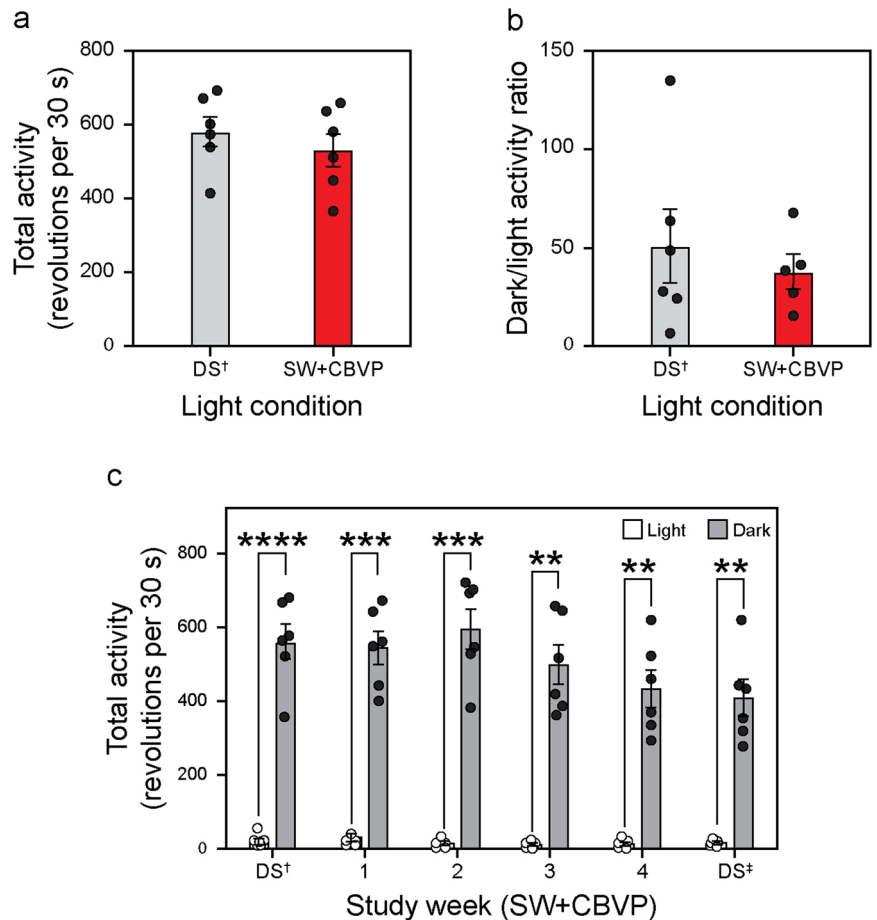 a
Total activity
(revolutions per 30 s)
800
600
400
200
0
DS† SW+CBVP
Light condition
b
Dark/light activity ratio
150
100
50
0
DS† SW+CBVP
Light condition
c
Total activity
(revolutions per 30 s)
Light Dark
**** *** *** ** ** **
800
600
400
200
0
DS† 1 2 3 4 DS‡
Study week (SW+CBVP)